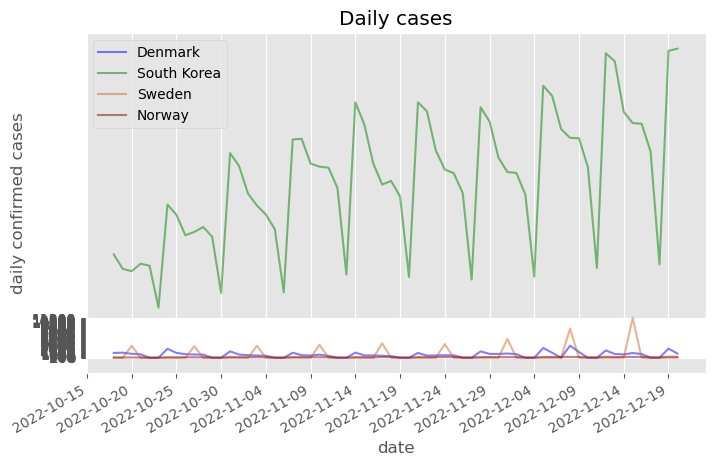 Daily cases
Denmark
South Korea
Sweden
Norway
daily confirmed cases
2022-10-15
2022-10-20
2022-10-25
2022-10-30
2022-11-04
2022-11-09
2022-11-14
2022-11-19
2022-11-24
2022-11-29
2022-12-04
2022-12-09
2022-12-14
2022-12-19
date